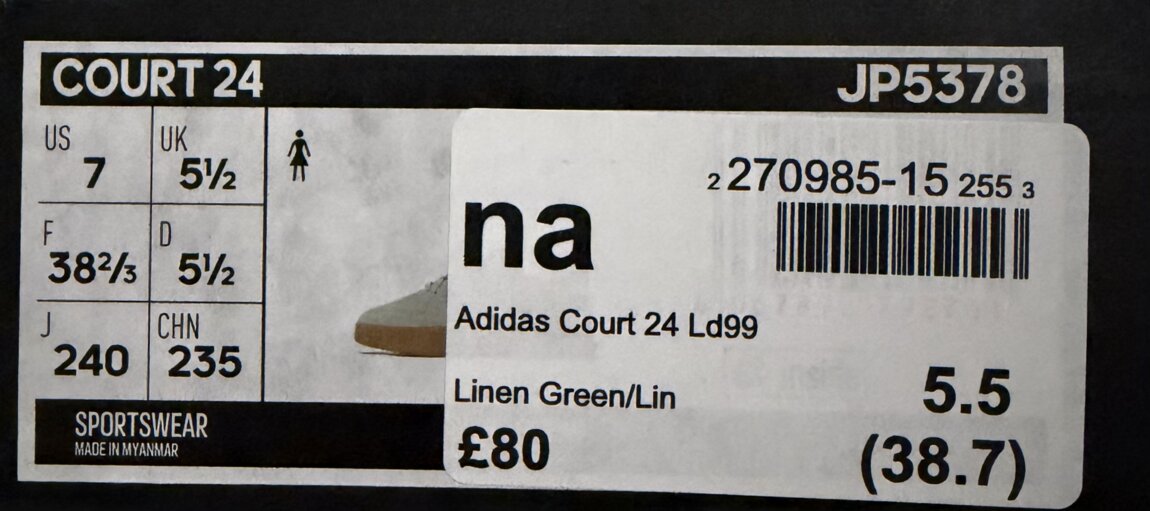 COURT 24 JP5378
US 7 UK 5½
F 38⅔ D 5½
J 240 CHN 235
SPORTSWEAR
MADE IN MYANMAR
2 270985-15 255 3
na
Adidas Court 24 Ld99
Linen Green/Lin 5.5
£80 (38.7)